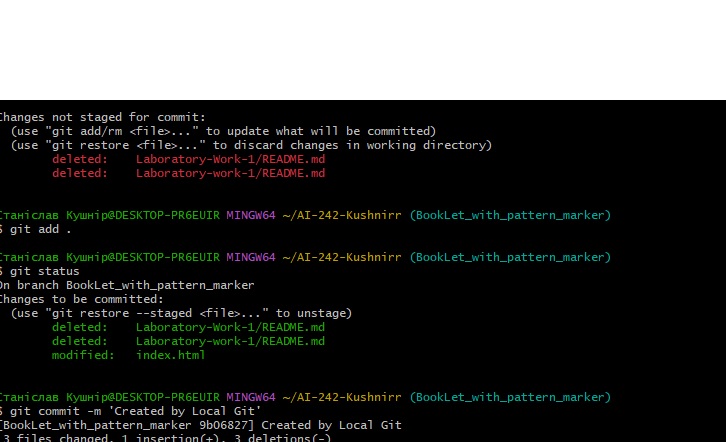 Changes not staged for commit:
(use "git add/rm <file>..." to update what will be committed)
(use "git restore <file>..." to discard changes in working directory)
deleted: Laboratory-Work-1/README.md
deleted: Laboratory-work-1/README.md
Станіслав Кушнір@DESKTOP-PR6EUIR MINGW64 ~/AI-242-Kushnirr (BookLet_with_pattern_marker)
$ git add .
Станіслав Кушнір@DESKTOP-PR6EUIR MINGW64 ~/AI-242-Kushnirr (BookLet_with_pattern_marker)
$ git status
On branch BookLet_with_pattern_marker
Changes to be committed:
(use "git restore --staged <file>..." to unstage)
deleted: Laboratory-Work-1/README.md
deleted: Laboratory-work-1/README.md
modified: index.html
Станіслав Кушнір@DESKTOP-PR6EUIR MINGW64 ~/AI-242-Kushnirr (BookLet_with_pattern_marker)
$ git commit -m 'Created by Local Git'
[BookLet_with_pattern_marker 9b06827] Created by Local Git
3 files changed, 1 insertion(+), 3 deletions(-)